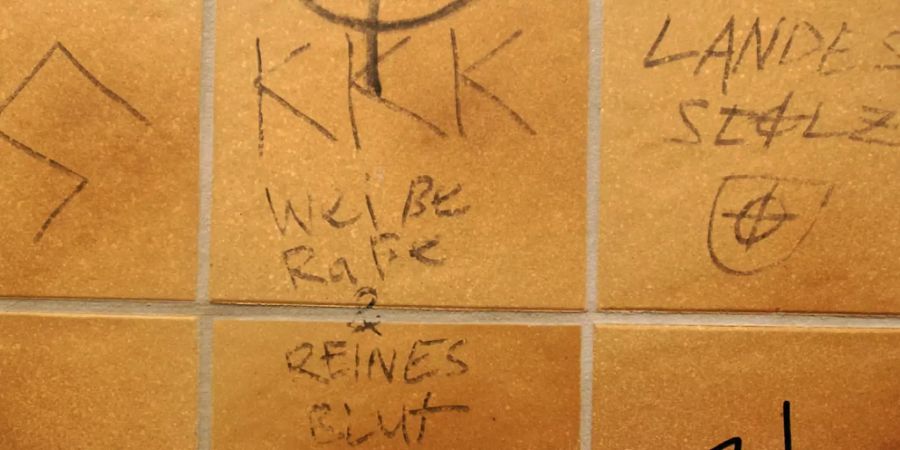 KKK
Weiße
Raße
&
REINES
BLUT
LANDES
STOLZ